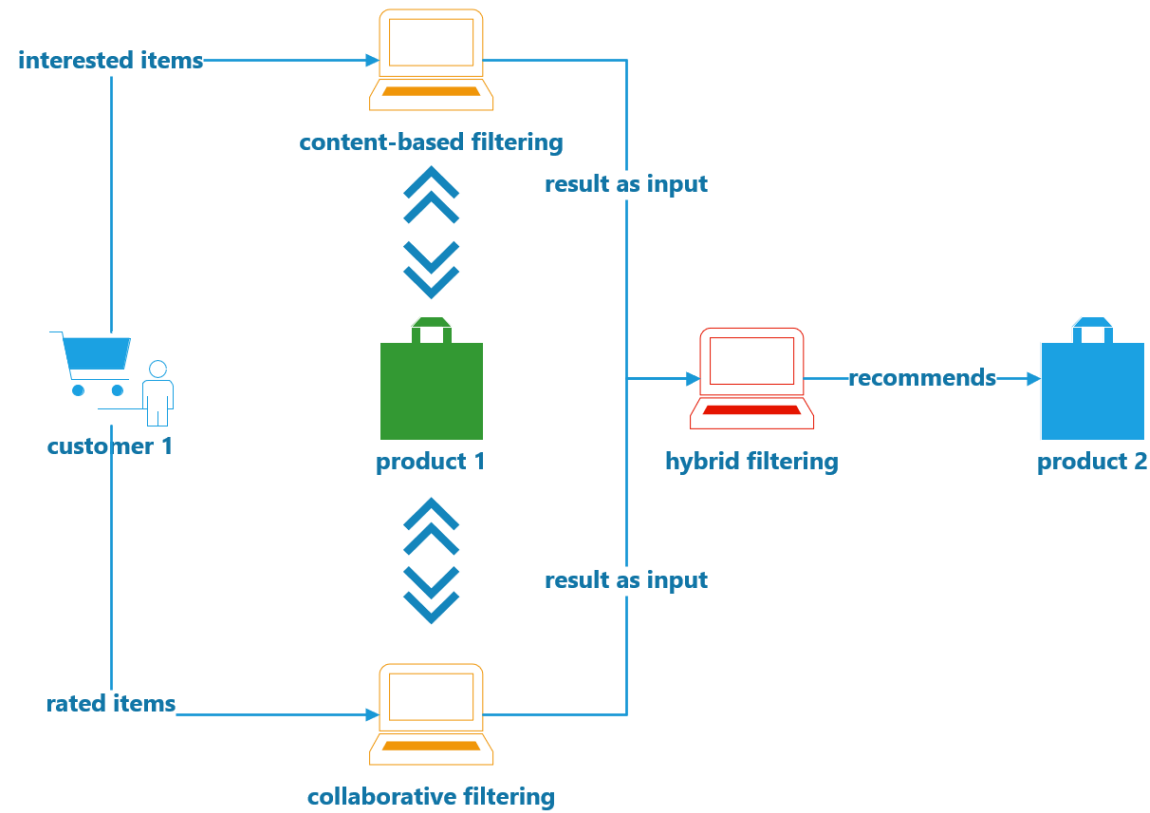 interested items
content-based filtering
result as input
customer 1
product 1
hybrid filtering
recommends
product 2
result as input
rated items
collaborative filtering